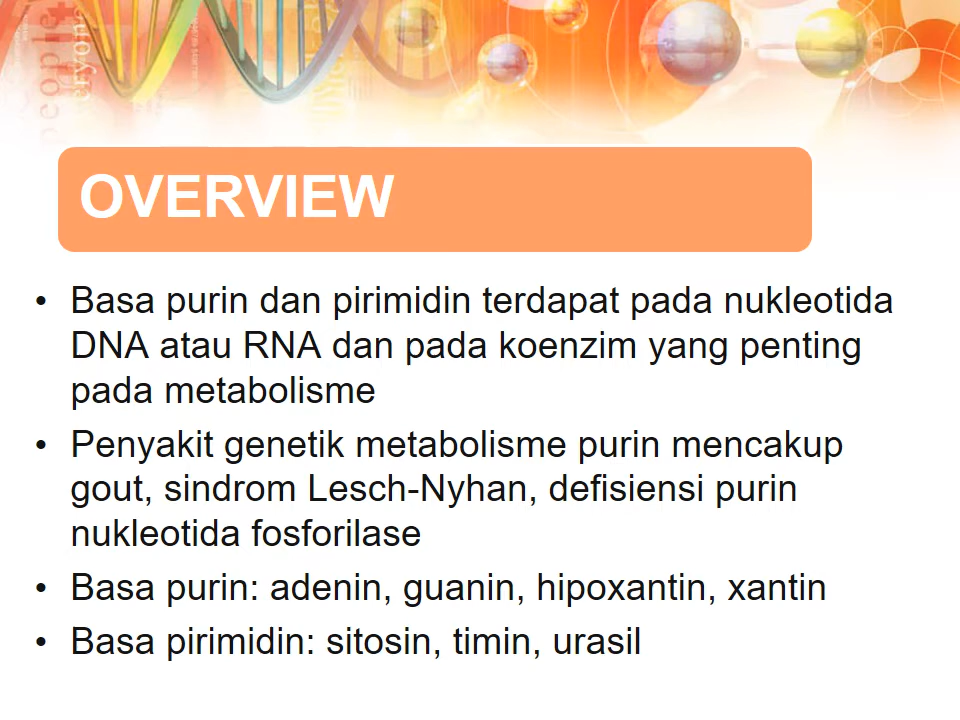 OVERVIEW
• Basa purin dan pirimidin terdapat pada nukleotida
DNA atau RNA dan pada koenzim yang penting
pada metabolisme
• Penyakit genetik metabolisme purin mencakup
gout, sindrom Lesch-Nyhan, defisiensi purin
nukleotida fosforilase
• Basa purin: adenin, guanin, hipoxantin, xantin
• Basa pirimidin: sitosin, timin, urasil